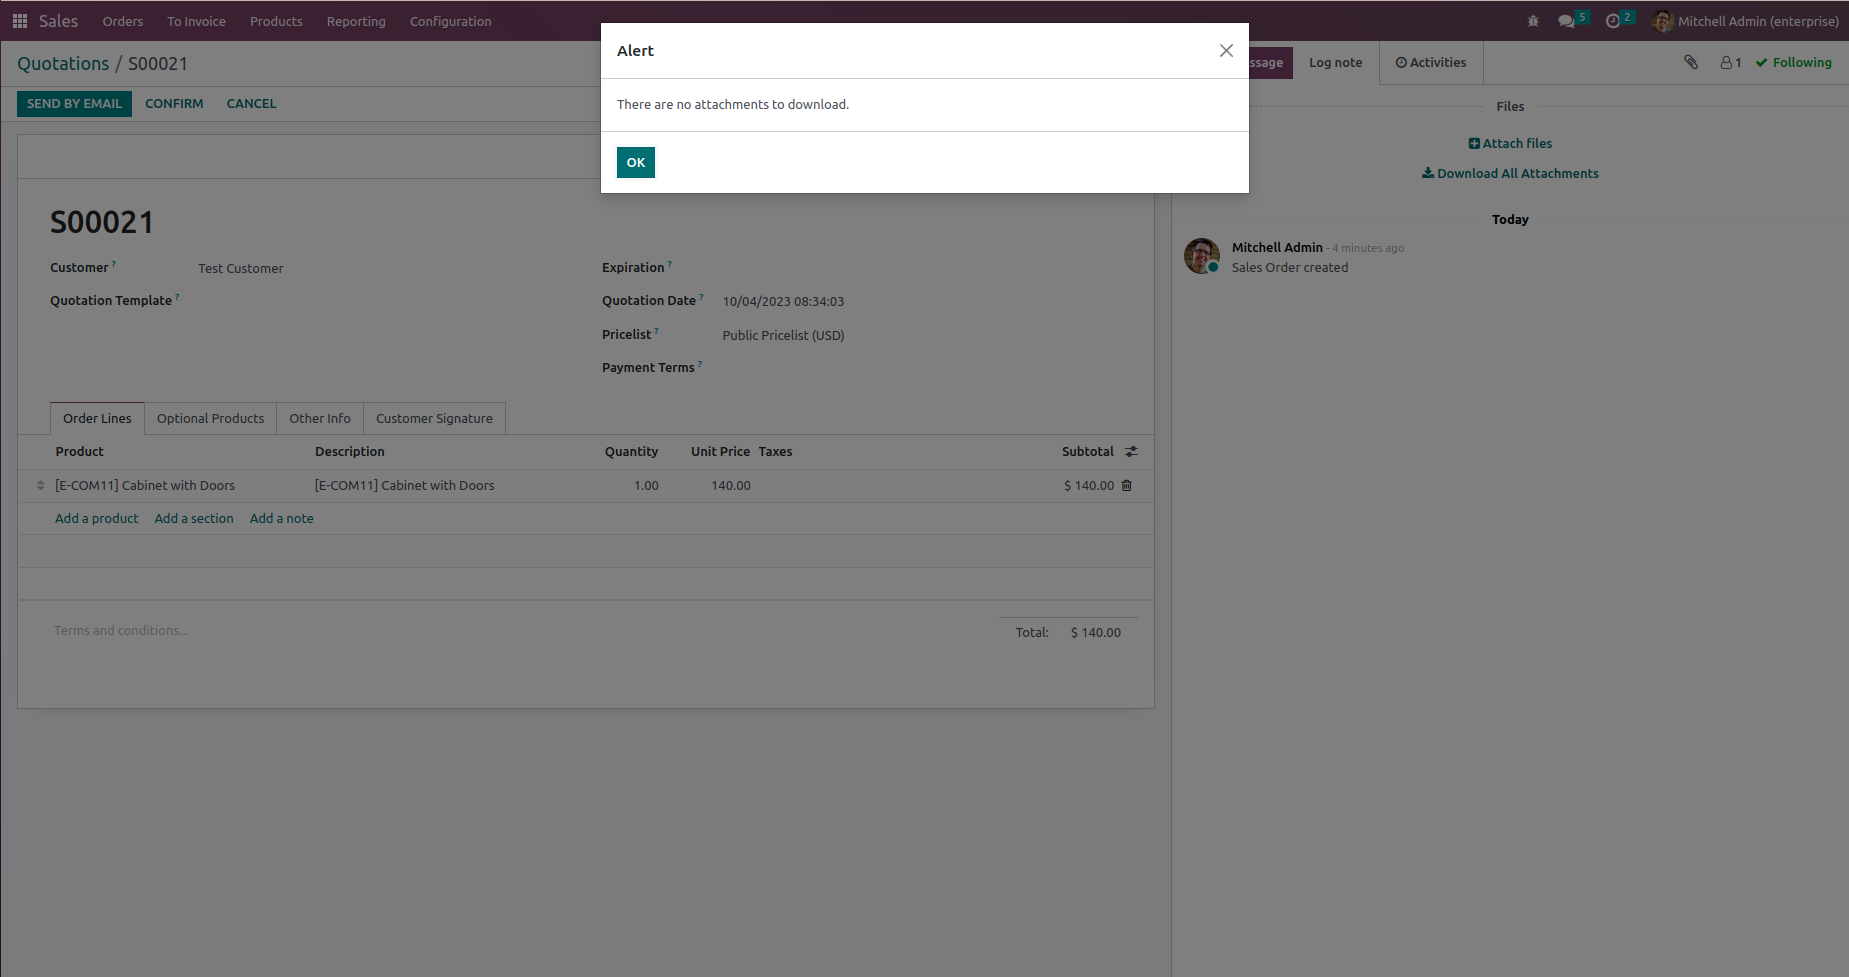 Sales Orders To Invoice Products Reporting Configuration 5 2 Mitchell Admin (enterprise)
Quotations / S00021
SEND BY EMAIL CONFIRM CANCEL
Alert
There are no attachments to download.
OK
ssage Log note Activities 1 Following
Files
Attach files
Download All Attachments
Today
Mitchell Admin - 4 minutes ago
Sales Order created
S00021
Customer ? Test Customer
Quotation Template ?
Expiration ?
Quotation Date ? 10/04/2023 08:34:03
Pricelist ? Public Pricelist (USD)
Payment Terms ?
Order Lines Optional Products Other Info Customer Signature
Product Description Quantity Unit Price Taxes Subtotal
[E-COM11] Cabinet with Doors [E-COM11] Cabinet with Doors 1.00 140.00 $ 140.00
Add a product Add a section Add a note
Terms and conditions...
Total: $ 140.00